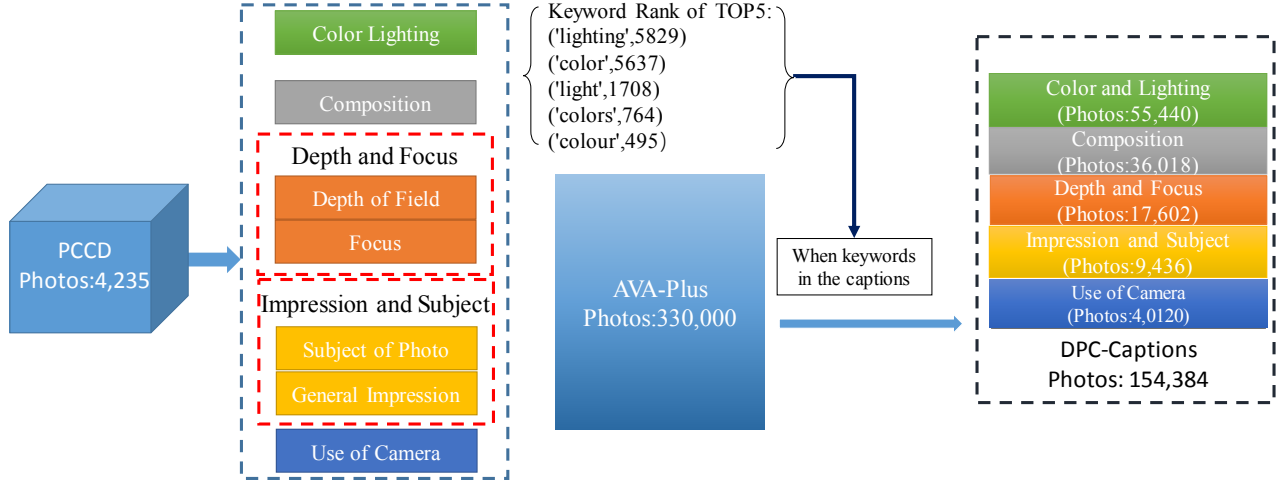 PCCD
Photos:4,235
Color Lighting
Composition
Depth and Focus
Depth of Field
Focus
Impression and Subject
Subject of Photo
General Impression
Use of Camera
Keyword Rank of TOP5:
('lighting',5829)
('color',5637)
('light',1708)
('colors',764)
('colour',495)
AVA-Plus
Photos:330,000
When keywords
in the captions
Color and Lighting
(Photos:55,440)
Composition
(Photos:36,018)
Depth and Focus
(Photos:17,602)
Impression and Subject
(Photos:9,436)
Use of Camera
(Photos:4,0120)
DPC-Captions
Photos: 154,384